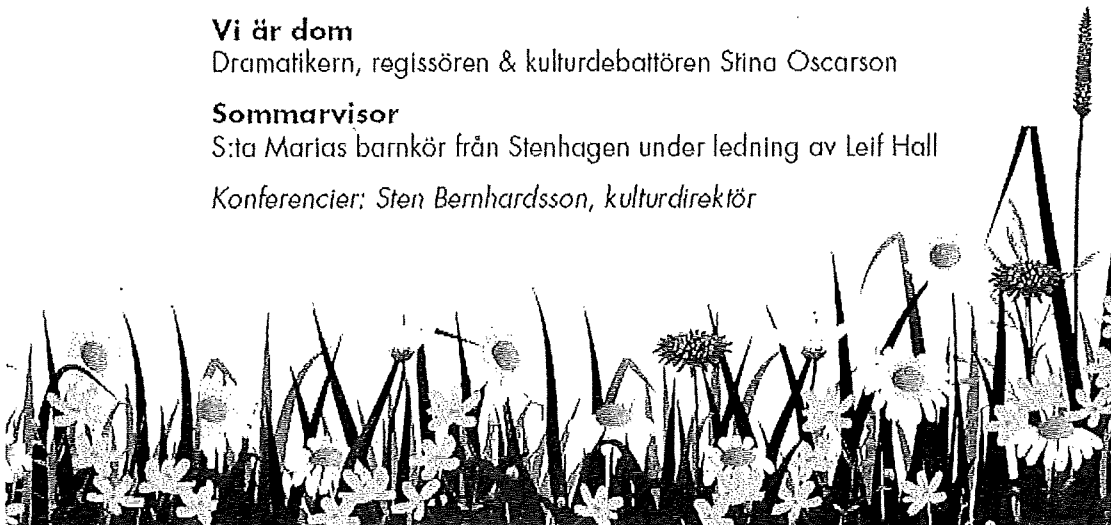 Vi är dom
Dramatikern, regissören & kulturdebattören Stina Oscarson
Sommarvisor
S:ta Marias barnkör från Stenhagen under ledning av Leif Hall
Konferencier: Sten Bernhardsson, kulturdirektör